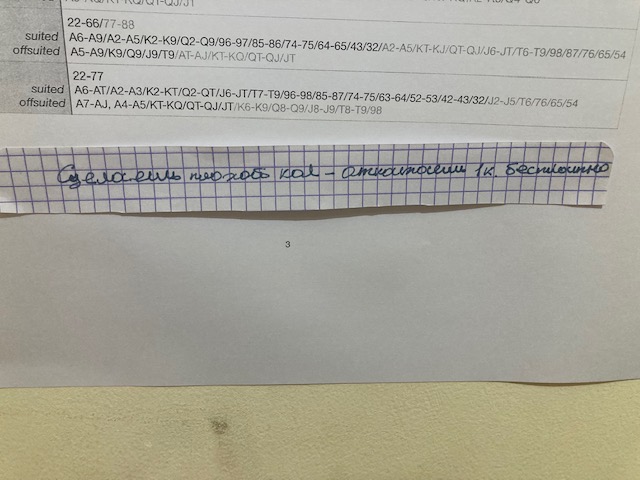 22-66/77-88
suited A6-A9/A2-A5/K2-K9/Q2-Q9/96-97/85-86/74-75/64-65/43/32/A2-A5/KT-KJ/QT-QJ/J6-JT/T6-T9/98/87/76/65/54
offsuited A5-A9/K9/Q9/J9/T9/AT-AJ/KT-KQ/QT-QJ/JT
22-77
suited A6-AT/A2-A3/K2-KT/Q2-QT/J6-JT/T7-T9/96-98/85-87/74-75/63-64/52-53/42-43/32/J2-J5/T6/76/65/54
offsuited A7-AJ, A4-A5/KT-KQ/QT-QJ/JT/K6-K9/Q8-Q9/J8-J9/T8-T9/98
Сделаешь плохой кол - откатаешь 1к. бесплатно
3